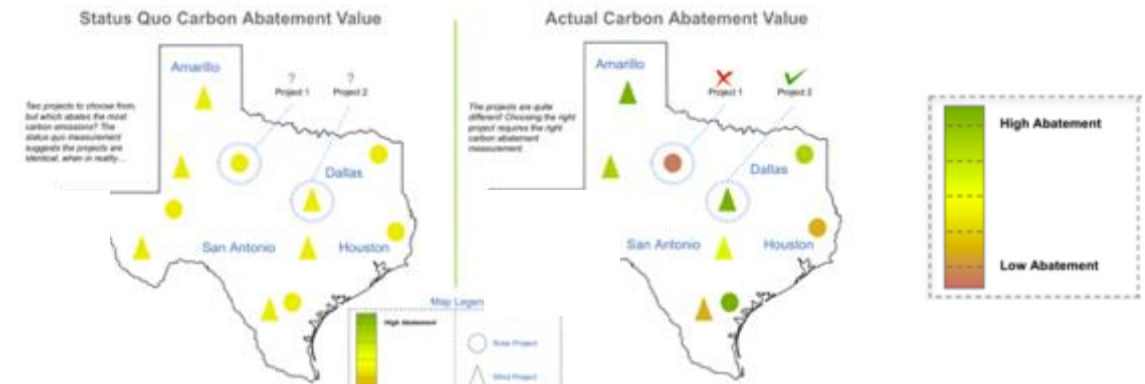 Status Quo Carbon Abatement Value
Amarillo
?
?
Project 1
Project 2
Two projects to choose from,
but which abates the most
carbon emissions? The
status quo measurement
suggests the projects are
identical, when in reality....
Dallas
San Antonio
Houston
Map Legen
High Abatement
Solar Project
Wind Project
Actual Carbon Abatement Value
Amarillo
Project 1
Project 2
The projects are quite
different! Choosing the right
project requires the right
carbon abatement
measurement
Dallas
San Antonio
Houston
High Abatement
Low Abatement